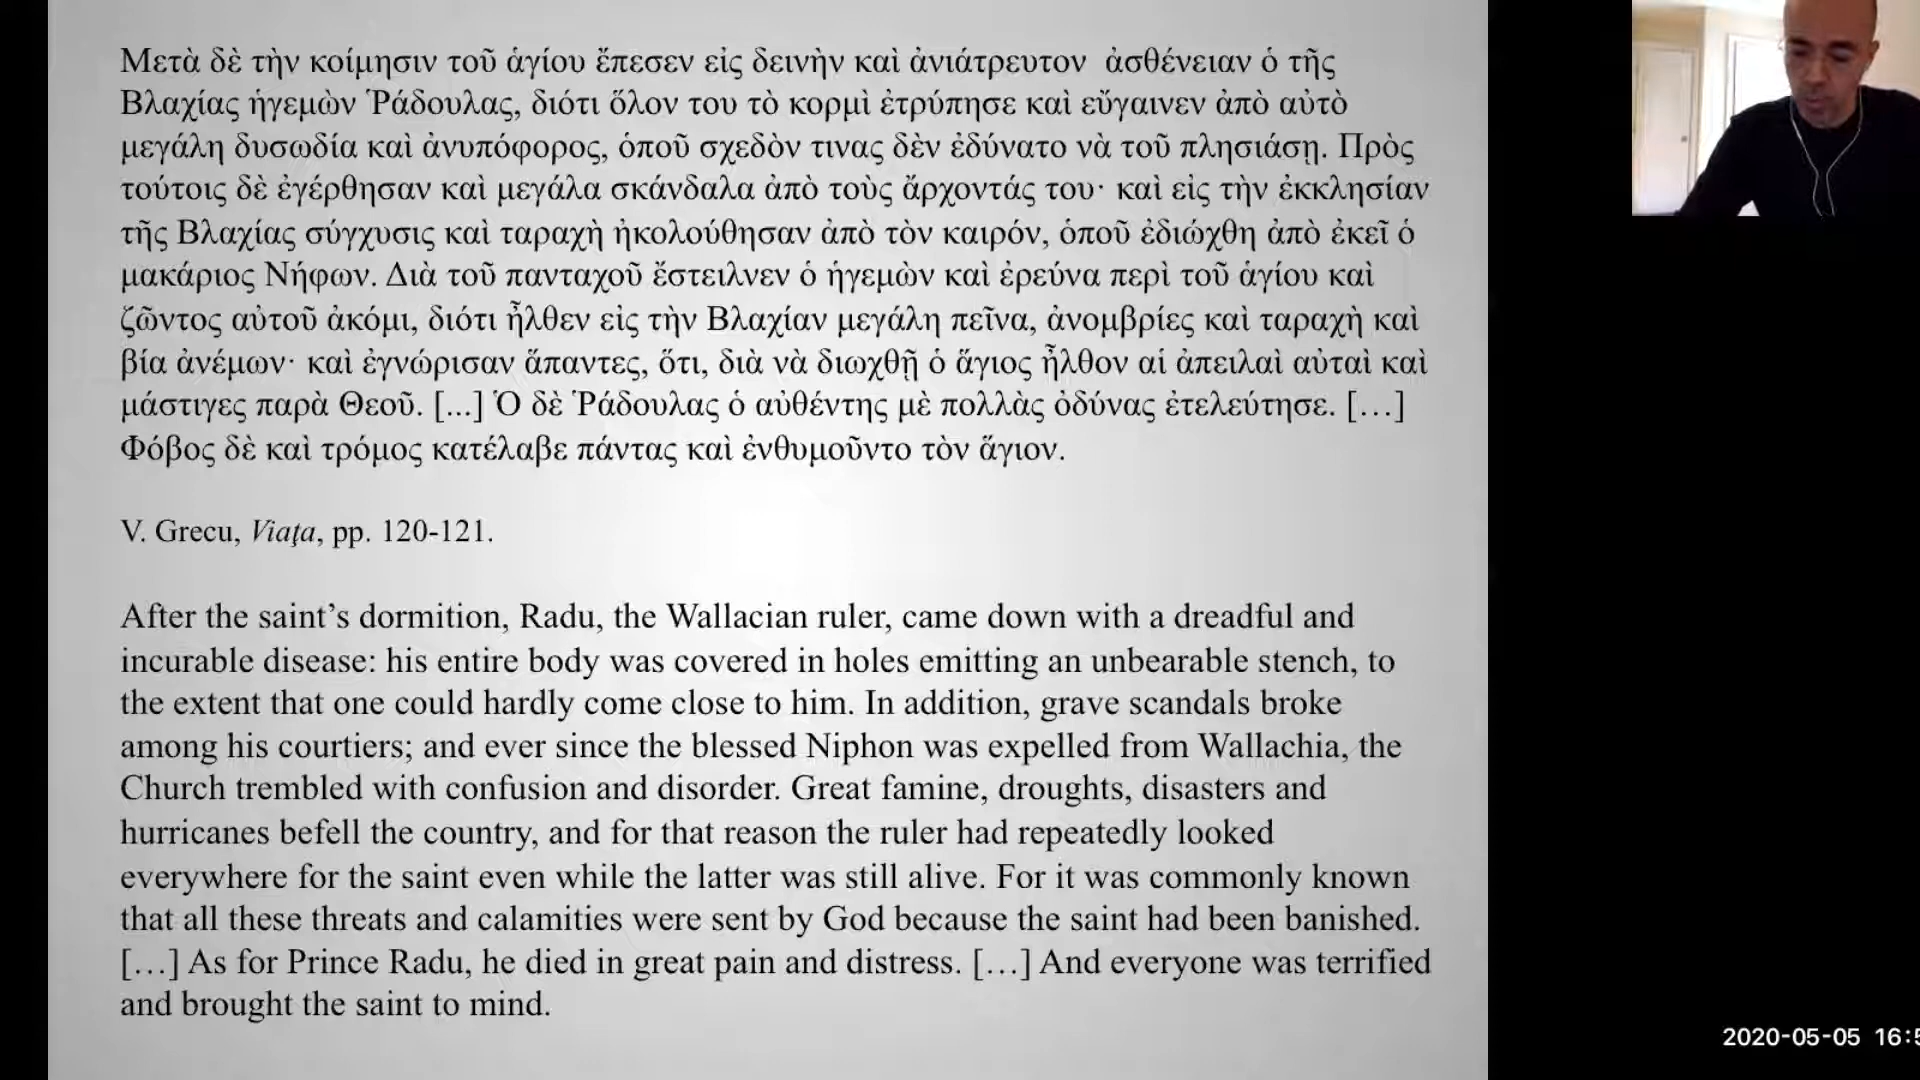 Μετὰ δὲ τὴν κοίμησιν τοῦ ἁγίου ἔπεσεν εἰς δεινὴν καὶ ἀνιάτρευτον ἀσθένειαν ὁ τῆς
Βλαχίας ἡγεμὼν Ῥάδουλας, διότι ὅλον του τὸ κορμὶ ἐτρύπησε καὶ εὔγαινεν ἀπὸ αὐτὸ
μεγάλη δυσωδία καὶ ἀνυπόφορος, ὁποῦ σχεδὸν τινας δὲν ἐδύνατο νὰ τοῦ πλησιάσῃ. Πρὸς
τούτοις δὲ ἐγέρθησαν καὶ μεγάλα σκάνδαλα ἀπὸ τοὺς ἄρχοντάς του· καὶ εἰς τὴν ἐκκλησίαν
τῆς Βλαχίας σύγχυσις καὶ ταραχὴ ἠκολούθησαν ἀπὸ τὸν καιρόν, ὁποῦ ἐδιώχθη ἀπὸ ἐκεῖ ὁ
μακάριος Νήφων. Διὰ τοῦ πανταχοῦ ἔστειλνεν ὁ ἡγεμὼν καὶ ἐρεύνα περὶ τοῦ ἁγίου καὶ
ζῶντος αὐτοῦ ἀκόμι, διότι ἦλθεν εἰς τὴν Βλαχίαν μεγάλη πεῖνα, ἀνομβρίες καὶ ταραχὴ καὶ
βία ἀνέμων· καὶ ἐγνώρισαν ἅπαντες, ὅτι, διὰ νὰ διωχθῇ ὁ ἅγιος ἦλθον αἱ ἀπειλαὶ αὐταὶ καὶ
μάστιγες παρὰ Θεοῦ. [...] Ὁ δὲ Ῥάδουλας ὁ αὐθέντης μὲ πολλὰς ὀδύνας ἐτελεύτησε. […]
Φόβος δὲ καὶ τρόμος κατέλαβε πάντας καὶ ἐνθυμοῦντο τὸν ἅγιον.
V. Grecu, Viaţa, pp. 120-121.
After the saint’s dormition, Radu, the Wallacian ruler, came down with a dreadful and
incurable disease: his entire body was covered in holes emitting an unbearable stench, to
the extent that one could hardly come close to him. In addition, grave scandals broke
among his courtiers; and ever since the blessed Niphon was expelled from Wallachia, the
Church trembled with confusion and disorder. Great famine, droughts, disasters and
hurricanes befell the country, and for that reason the ruler had repeatedly looked
everywhere for the saint even while the latter was still alive. For it was commonly known
that all these threats and calamities were sent by God because the saint had been banished.
[…] As for Prince Radu, he died in great pain and distress. […] And everyone was terrified
and brought the saint to mind.
2020-05-05 16:5